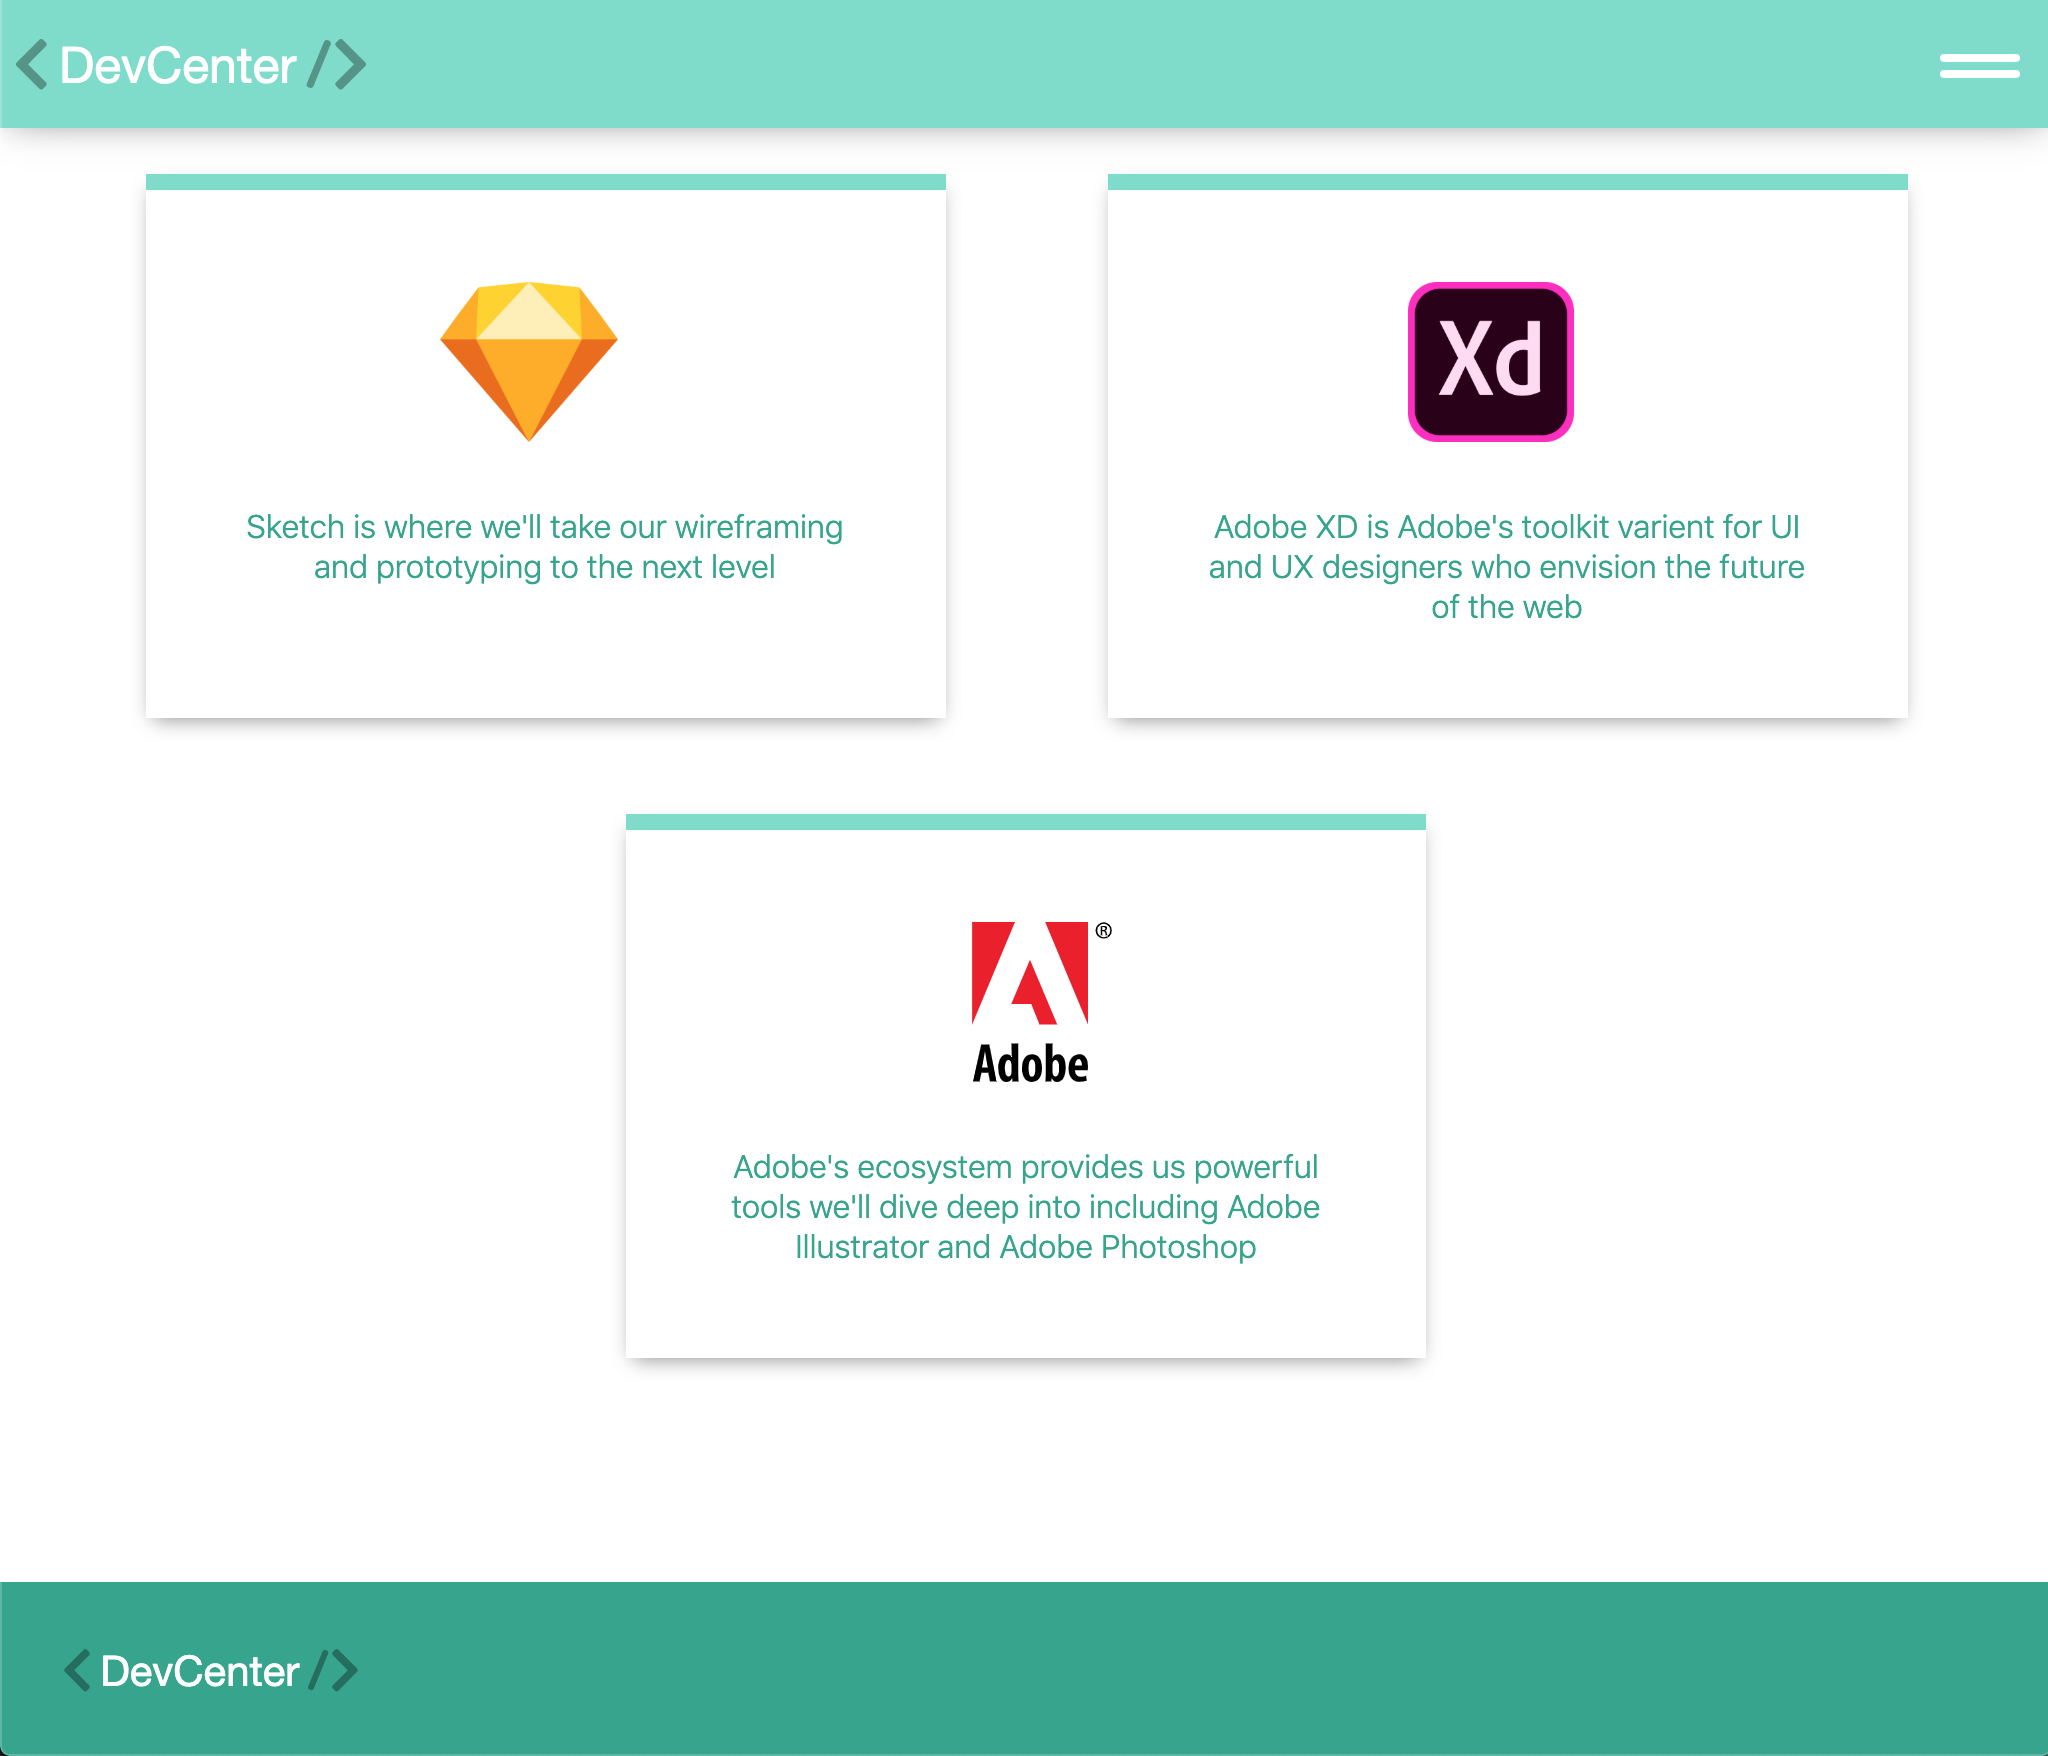 < DevCenter />
Sketch is where we'll take our wireframing
and prototyping to the next level
Xd
Adobe XD is Adobe's toolkit varient for UI
and UX designers who envision the future
of the web
®
Adobe
Adobe's ecosystem provides us powerful
tools we'll dive deep into including Adobe
Illustrator and Adobe Photoshop
< DevCenter />